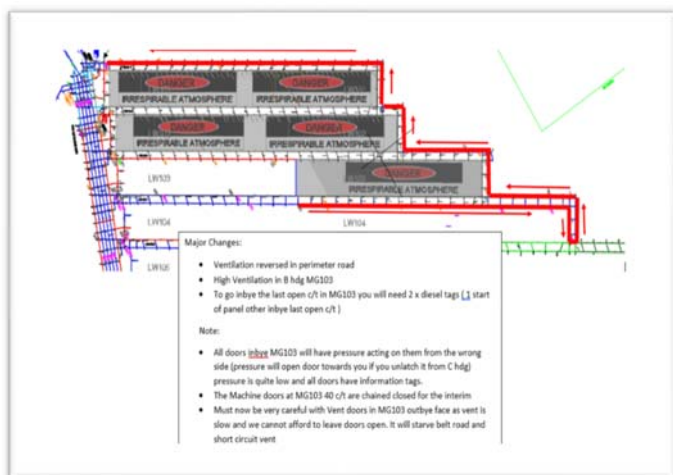 DANGER DANGER
IRRESPIRABLE ATMOSPHERE IRRESPIRABLE ATMOSPHERE
DANGER DANGER
IRRESPIRABLE ATMOSPHERE IRRESPIRABLE ATMOSPHERE
DANGER
IRRESPIRABLE ATMOSPHERE
LW103
LW104 LW104
LW105
Major Changes:
• Ventilation reversed in perimeter road
• High Ventilation in B hdg MG103
• To go inbye the last open c/t in MG103 you will need 2 x diesel tags ( 1 start
of panel other inbye last open c/t )
Note:
• All doors inbye MG103 will have pressure acting on them from the wrong
side (pressure will open door towards you if you unlatch it from C hdg)
pressure is quite low and all doors have information tags.
• The Machine doors at MG103 40 c/t are chained closed for the interim
• Must now be very careful with Vent doors in MG103 outbye face as vent is
slow and we cannot afford to leave doors open. It will starve belt road and
short circuit vent